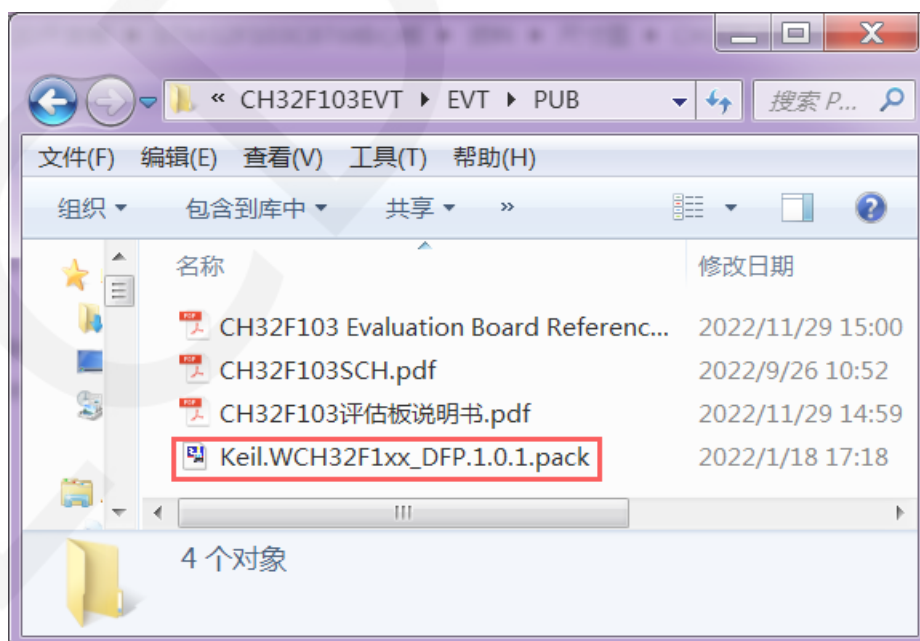 « CH32F103EVT ▸ EVT ▸ PUB
搜索 P...
文件(F) 编辑(E) 查看(V) 工具(T) 帮助(H)
组织 包含到库中 共享 »
名称 修改日期
CH32F103 Evaluation Board Referenc... 2022/11/29 15:00
CH32F103SCH.pdf 2022/9/26 10:52
CH32F103评估板说明书.pdf 2022/11/29 14:59
Keil.WCH32F1xx_DFP.1.0.1.pack 2022/1/18 17:18
4 个对象